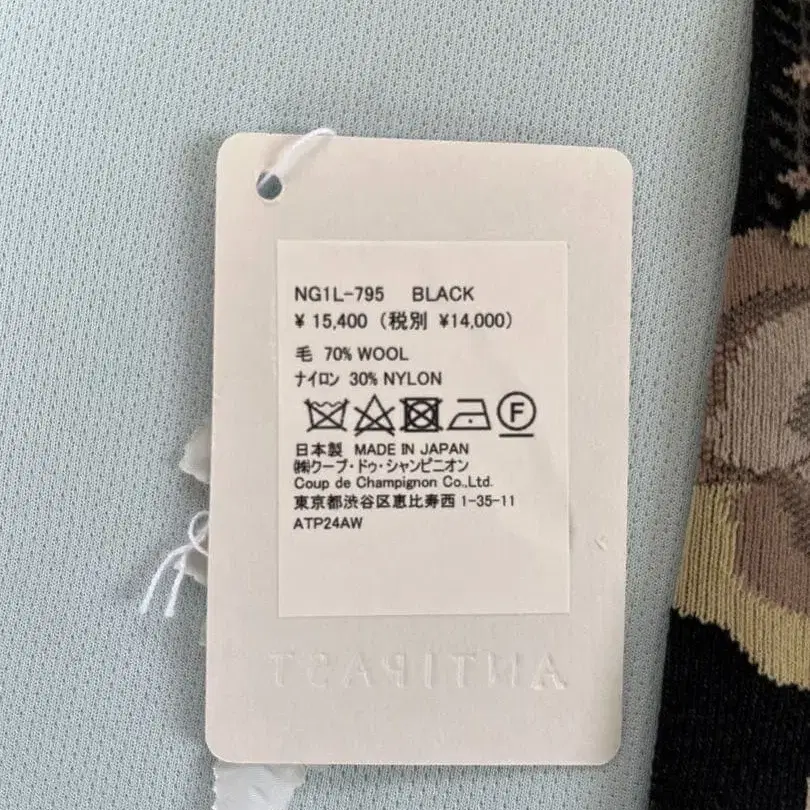 NG1L-795 BLACK
¥ 15,400 (税別 ¥14,000)
毛 70% WOOL
ナイロン 30% NYLON
F
日本製 MADE IN JAPAN
㈱クープ・ドゥ・シャンピニオン
Coup de Champignon Co.,Ltd.
東京都渋谷区恵比寿西 1-35-11
ATP24AW
ANTIPAST